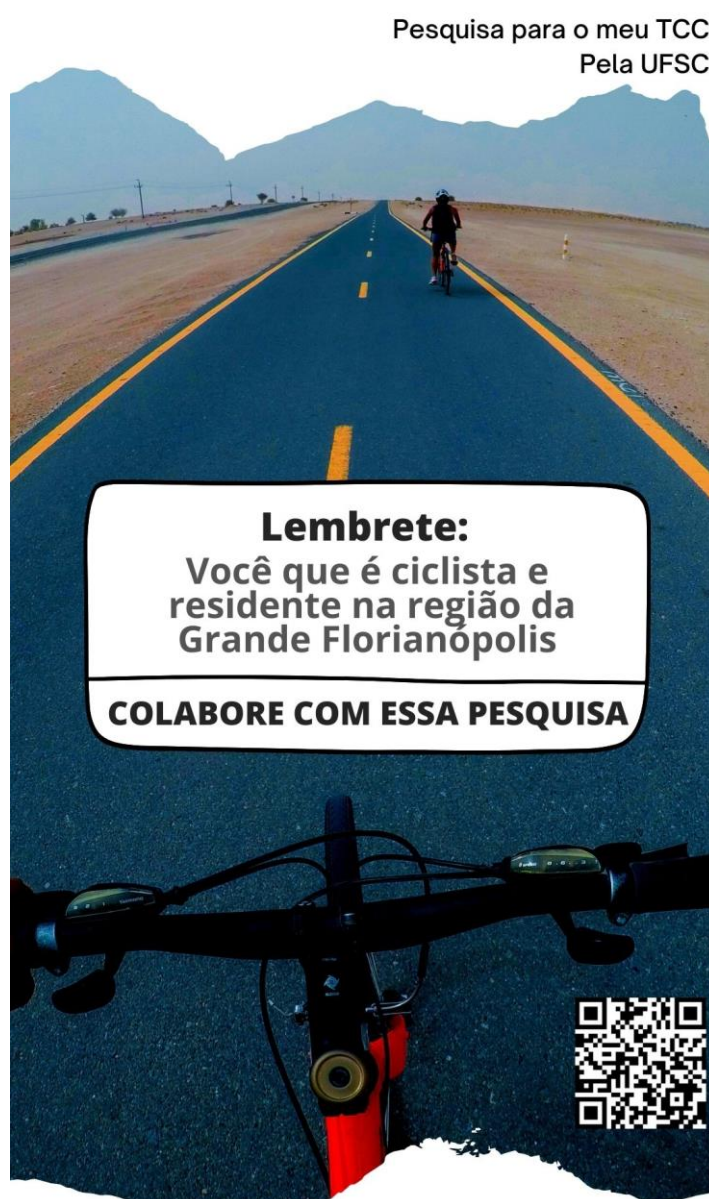 Pesquisa para o meu TCC
Pela UFSC
Lembrete:
Você que é ciclista e
residente na região da
Grande Florianópolis
COLABORE COM ESSA PESQUISA